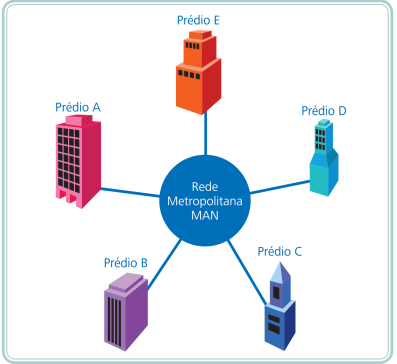 Prédio E
Prédio A
Prédio D
Rede
Metropolitana
MAN
Prédio B
Prédio C